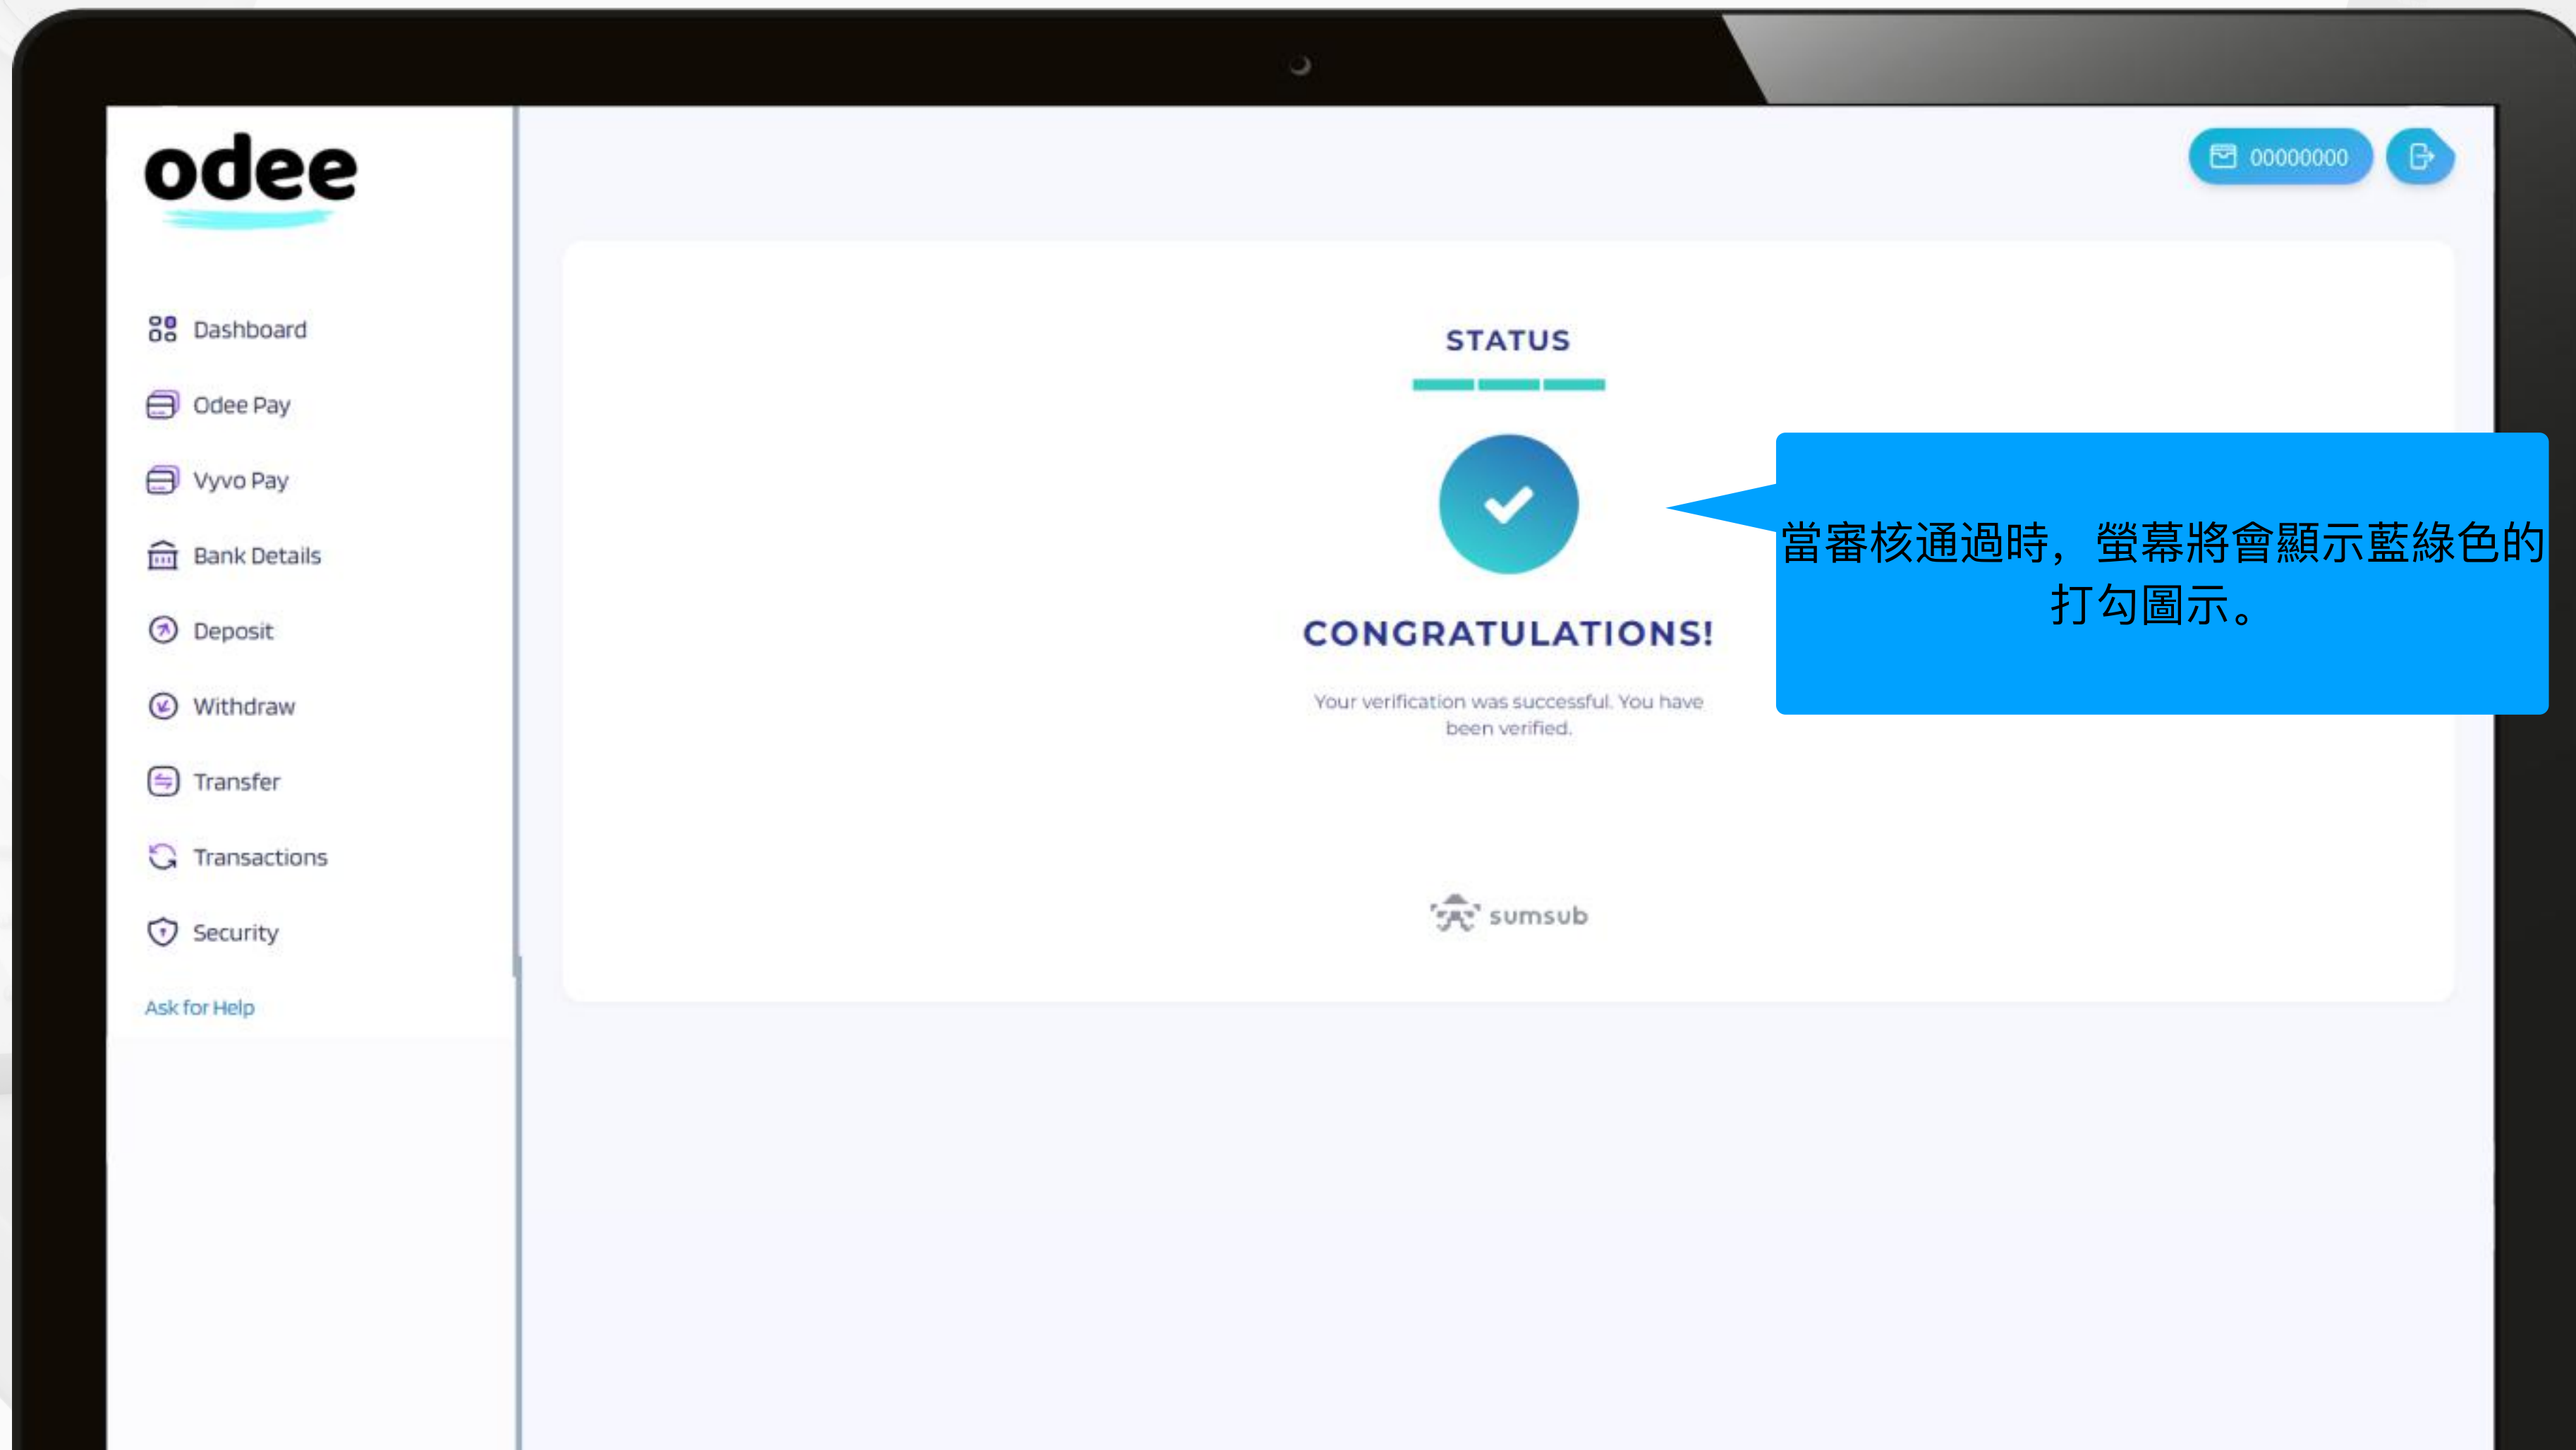 odee
00000000
Dashboard
Odee Pay
Vyvo Pay
Bank Details
Deposit
Withdraw
Transfer
Transactions
Security
Ask for Help
STATUS
CONGRATULATIONS!
Your verification was successful. You have
been verified.
sumsub
當審核通過時，螢幕將會顯示藍綠色的
打勾圖示。